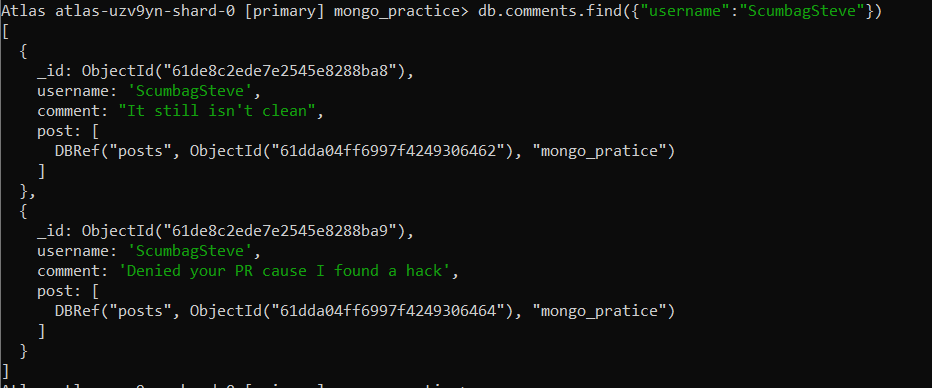 Atlas atlas-uzv9yn-shard-0 [primary] mongo_practice> db.comments.find({"username":"ScumbagSteve"})
[
  {
    _id: ObjectId("61de8c2ede7e2545e8288ba8"),
    username: 'ScumbagSteve',
    comment: "It still isn't clean",
    post: [
      DBRef("posts", ObjectId("61dda04ff6997f4249306462"), "mongo_pratice")
    ]
  },
  {
    _id: ObjectId("61de8c2ede7e2545e8288ba9"),
    username: 'ScumbagSteve',
    comment: 'Denied your PR cause I found a hack',
    post: [
      DBRef("posts", ObjectId("61dda04ff6997f4249306464"), "mongo_pratice")
    ]
  }
]